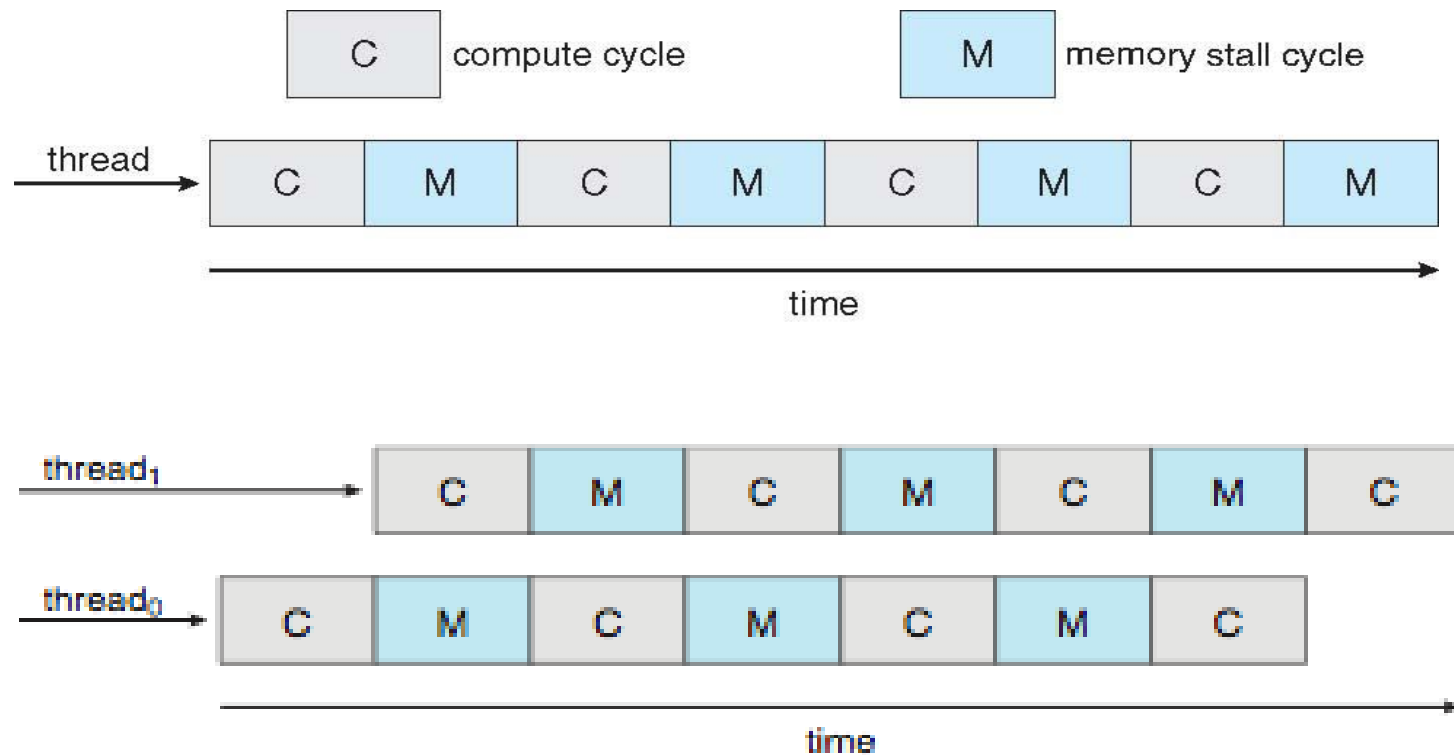 C compute cycle M memory stall cycle
thread
C M C M C M C M
time
thread₁
C M C M C M C
thread₀
C M C M C M C
time